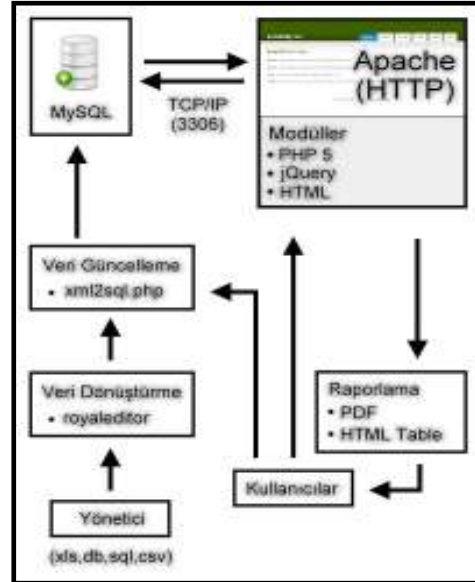 MySQL
TCP/IP
(3306)
Apache
(HTTP)
Modüller
• PHP 5
• jQuery
• HTML
Veri Güncelleme
• xml2sql.php
Veri Dönüştürme
• royaleditor
Raporlama
• PDF
• HTML Table
Kullanıcılar
Yönetici
(xls,db,sql,csv)